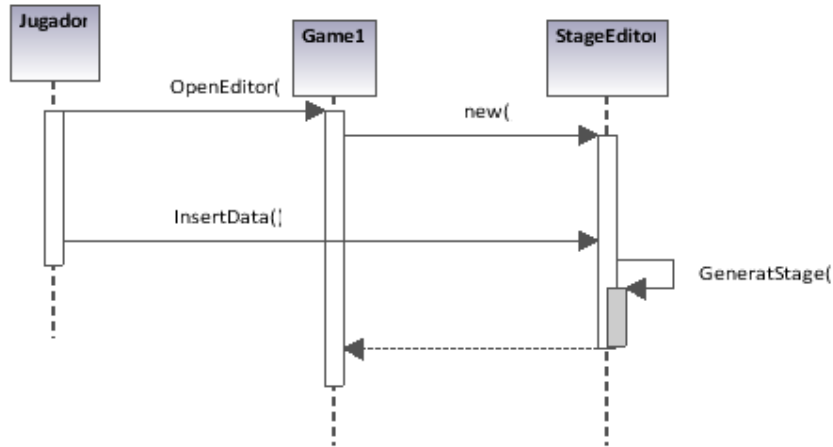 Jugador
Game1
StageEditor
OpenEditor(
new(
InsertData()
GeneratStage(